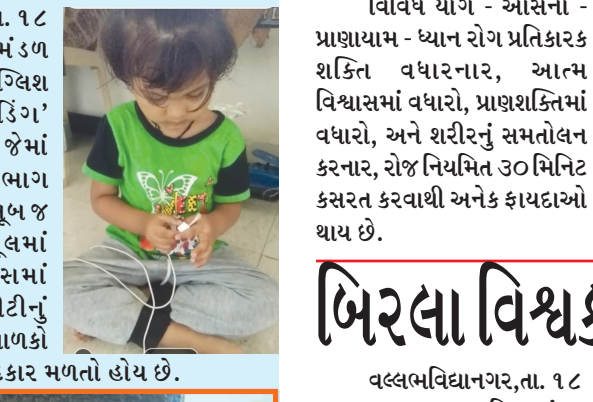 તા. ૧૮
મંડળ
ગ્લિશ
ડિંગ’
જેમાં
ભાગ
ખૂબ જ
સમાં
ટીનું
ળકો
કાર મળતો હોય છે.
વિવિધ યોગ - આસનો -
પ્રાણાયામ - ધ્યાન રોગ પ્રતિકારક
શક્તિ વધારનાર, આત્મ
વિશ્વાસમાં વધારો, પ્રાણશક્તિમાં
વધારો, અને શરીરનું સમતોલન
કરનાર, રોજ નિયમિત ૩૦ મિનિટ
કસરત કરવાથી અનેક ફાયદાઓ
થાય છે.
બિરલા વિશ્વક
વલ્લભવિદ્યાનગર,તા. ૧૮